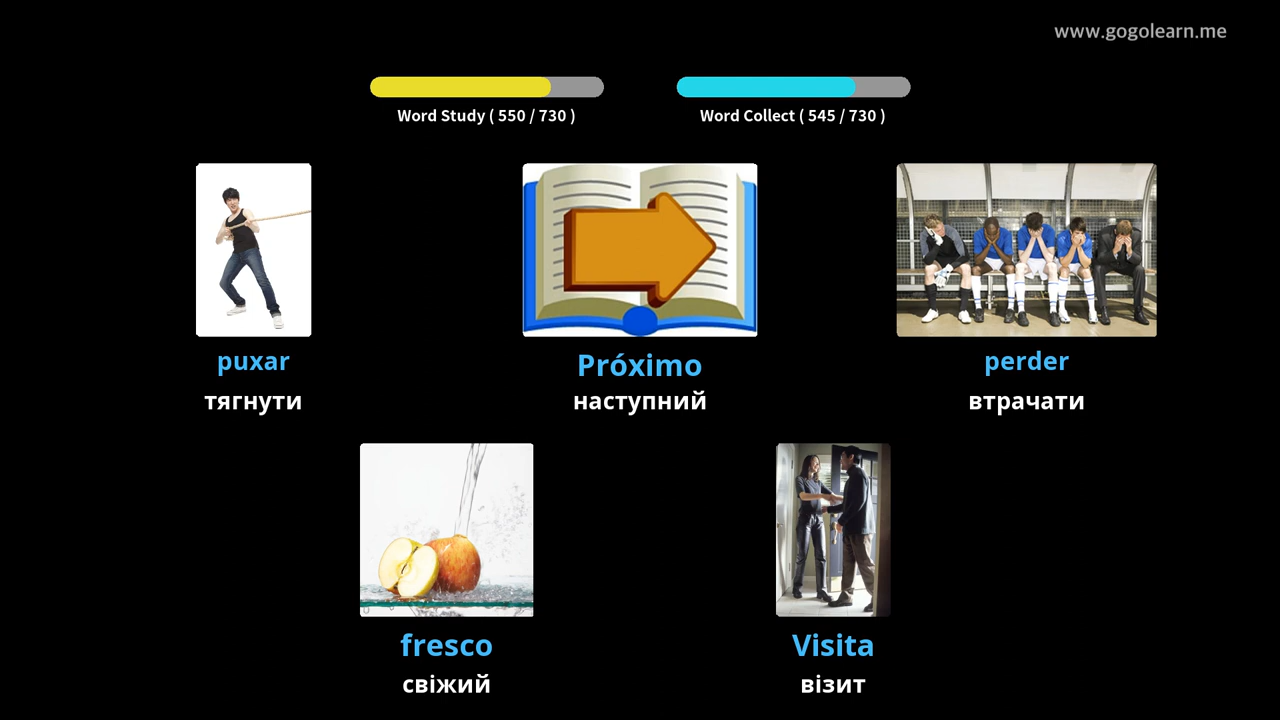 www.gogolearn.me
Word Study ( 550 / 730 )
Word Collect ( 545 / 730 )
puxar
тягнути
Próximo
наступний
perder
втрачати
fresco
свіжий
Visita
візит